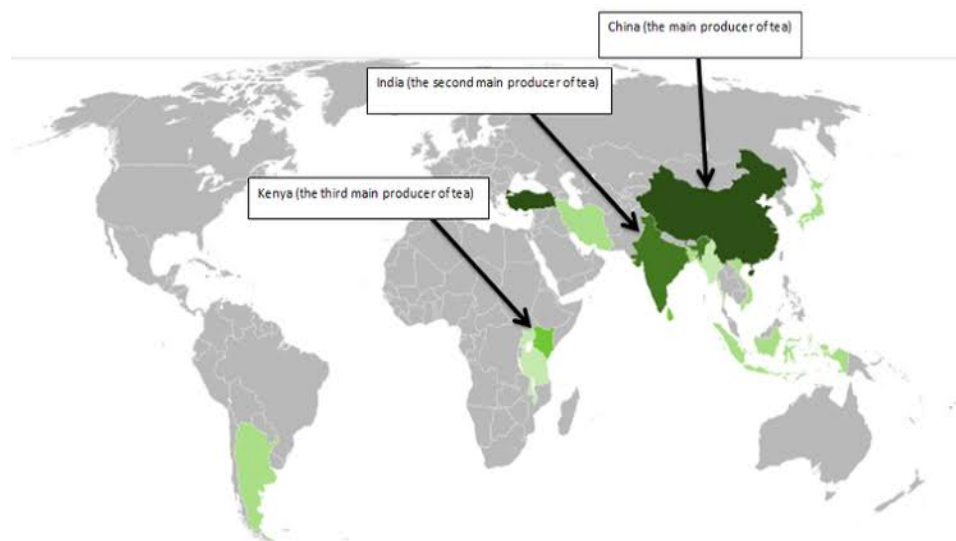 China (the main producer of tea)
India (the second main producer of tea)
Kenya (the third main producer of tea)